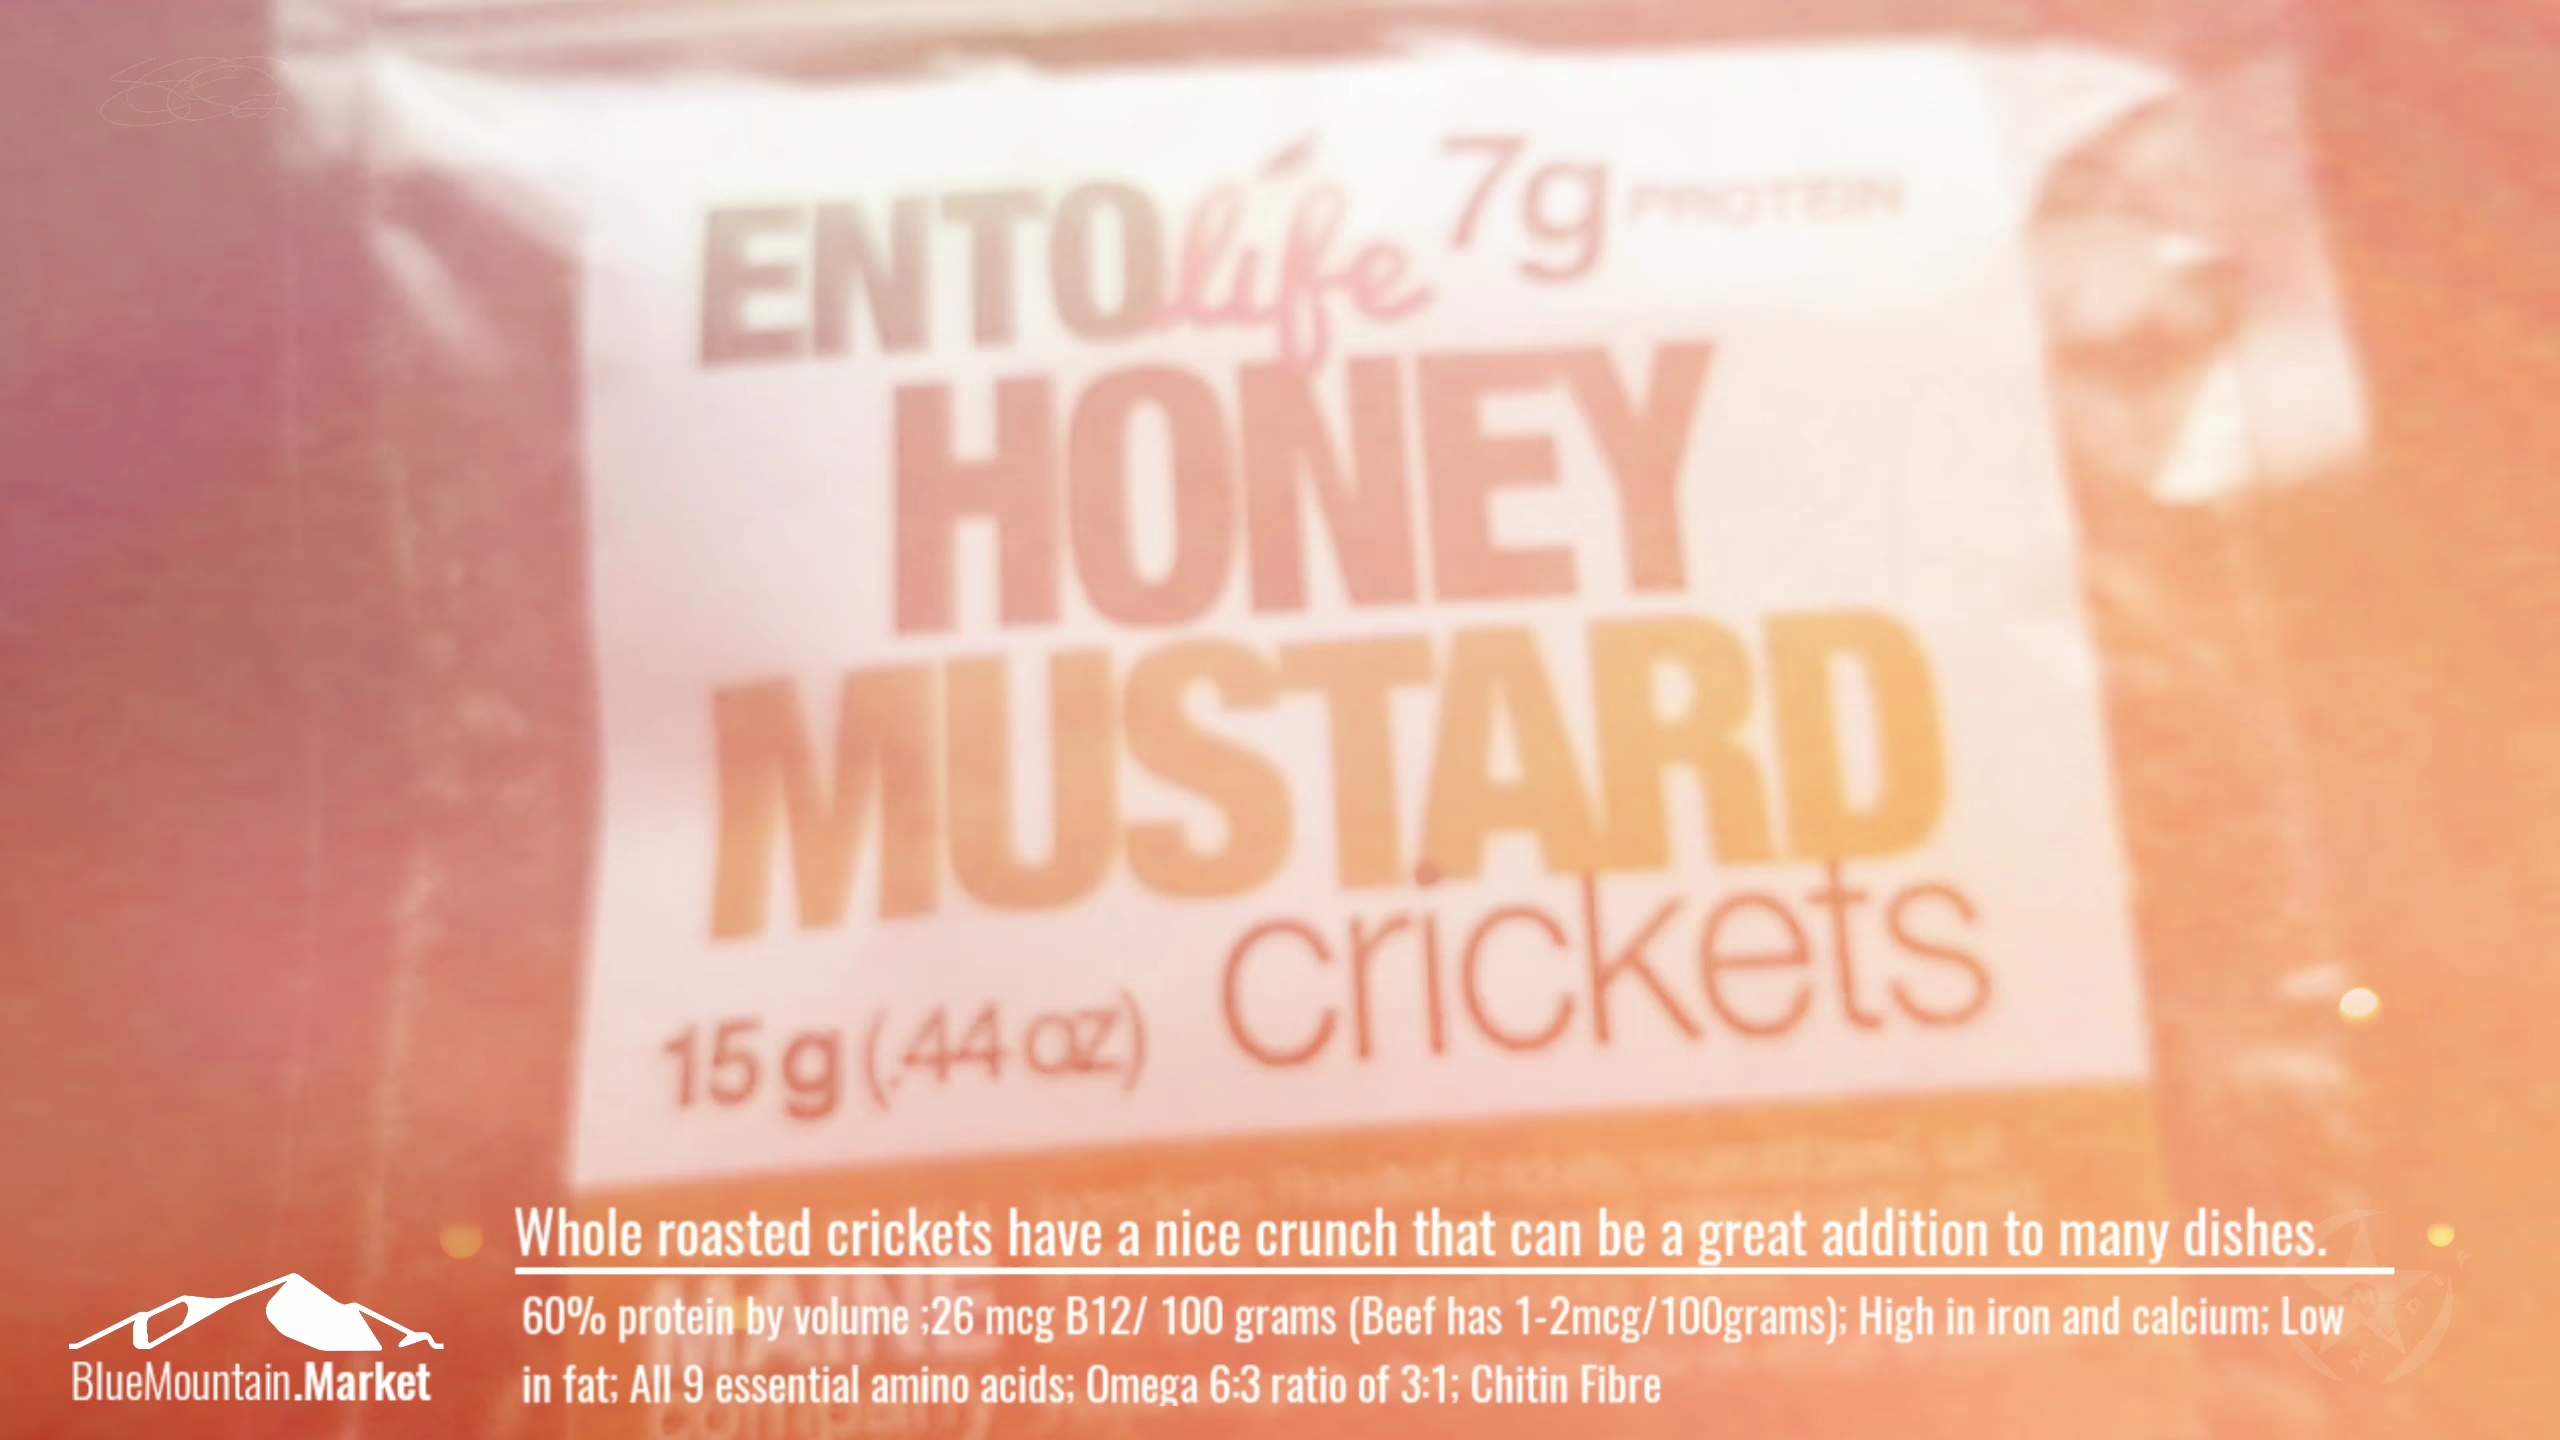 ENTOlife 7g PROTEIN
HONEY
MUSTARD
crickets
15 g (.44 oz)
Whole roasted crickets have a nice crunch that can be a great addition to many dishes.
MAINE
60% protein by volume ;26 mcg B12/ 100 grams (Beef has 1-2mcg/100grams); High in iron and calcium; Low
in fat; All 9 essential amino acids; Omega 6:3 ratio of 3:1; Chitin Fibre
company
BlueMountain.Market